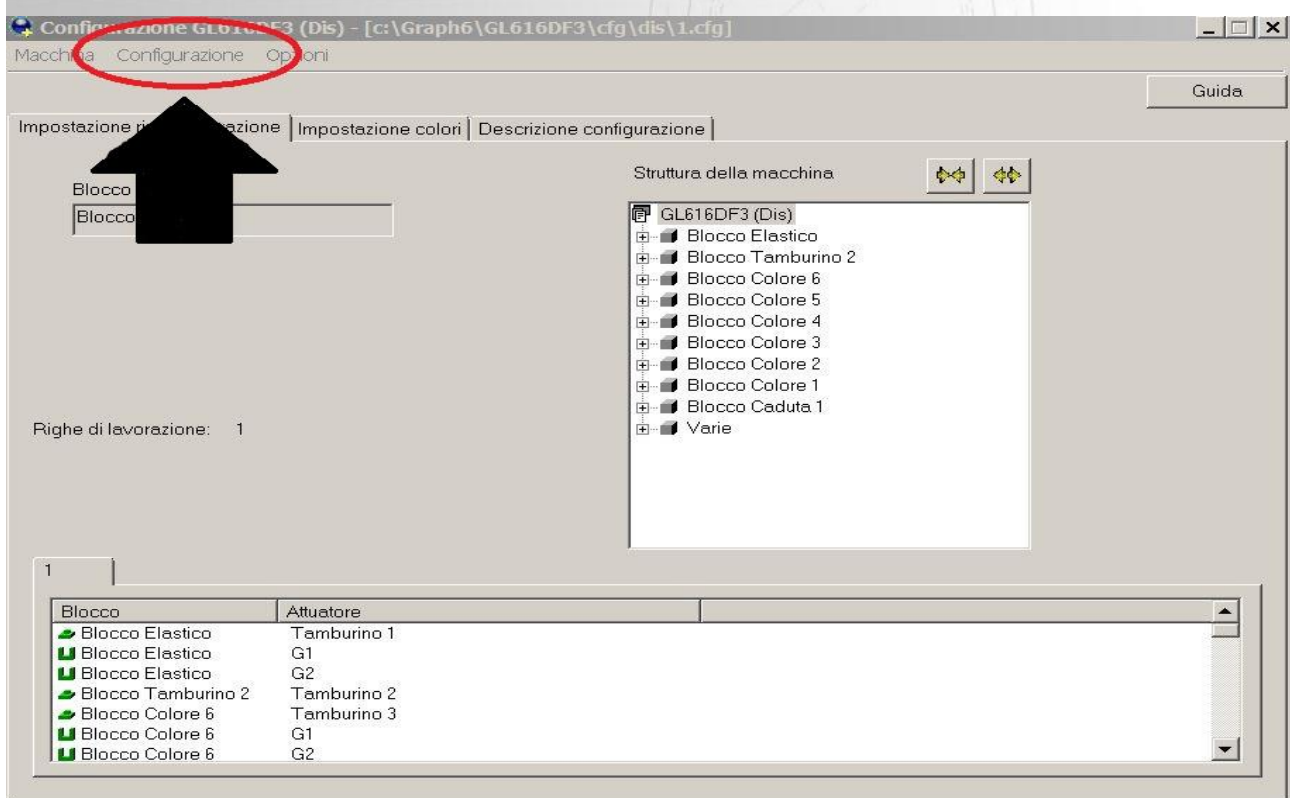 Configurazione GL616DF3 (Dis) - [c:\Graph6\GL616DF3\cfg\dis\1.cfg]
Macchina Configurazione Opzioni
Guida
Impostazione Impostazione colori Descrizione configurazione
Struttura della macchina
Blocco
Blocco
GL616DF3 (Dis)
Blocco Elastico
Blocco Tamburino 2
Blocco Colore 6
Blocco Colore 5
Blocco Colore 4
Blocco Colore 3
Blocco Colore 2
Blocco Colore 1
Blocco Caduta 1
Varie
Righe di lavorazione: 1
1
Blocco Attuatore
Blocco Elastico Tamburino 1
Blocco Elastico G1
Blocco Elastico G2
Blocco Tamburino 2 Tamburino 2
Blocco Colore 6 Tamburino 3
Blocco Colore 6 G1
Blocco Colore 6 G2